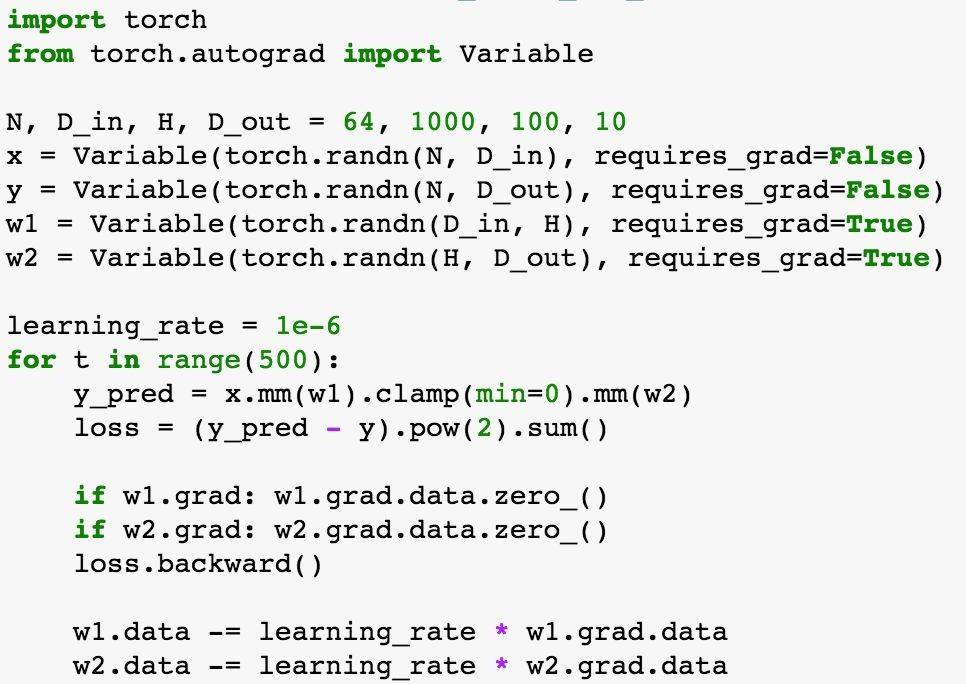 import torch
from torch.autograd import Variable
N, D_in, H, D_out = 64, 1000, 100, 10
x = Variable(torch.randn(N, D_in), requires_grad=False)
y = Variable(torch.randn(N, D_out), requires_grad=False)
w1 = Variable(torch.randn(D_in, H), requires_grad=True)
w2 = Variable(torch.randn(H, D_out), requires_grad=True)
learning_rate = 1e-6
for t in range(500):
    y_pred = x.mm(w1).clamp(min=0).mm(w2)
    loss = (y_pred - y).pow(2).sum()
    if w1.grad: w1.grad.data.zero_()
    if w2.grad: w2.grad.data.zero_()
    loss.backward()
    w1.data -= learning_rate * w1.grad.data
    w2.data -= learning_rate * w2.grad.data